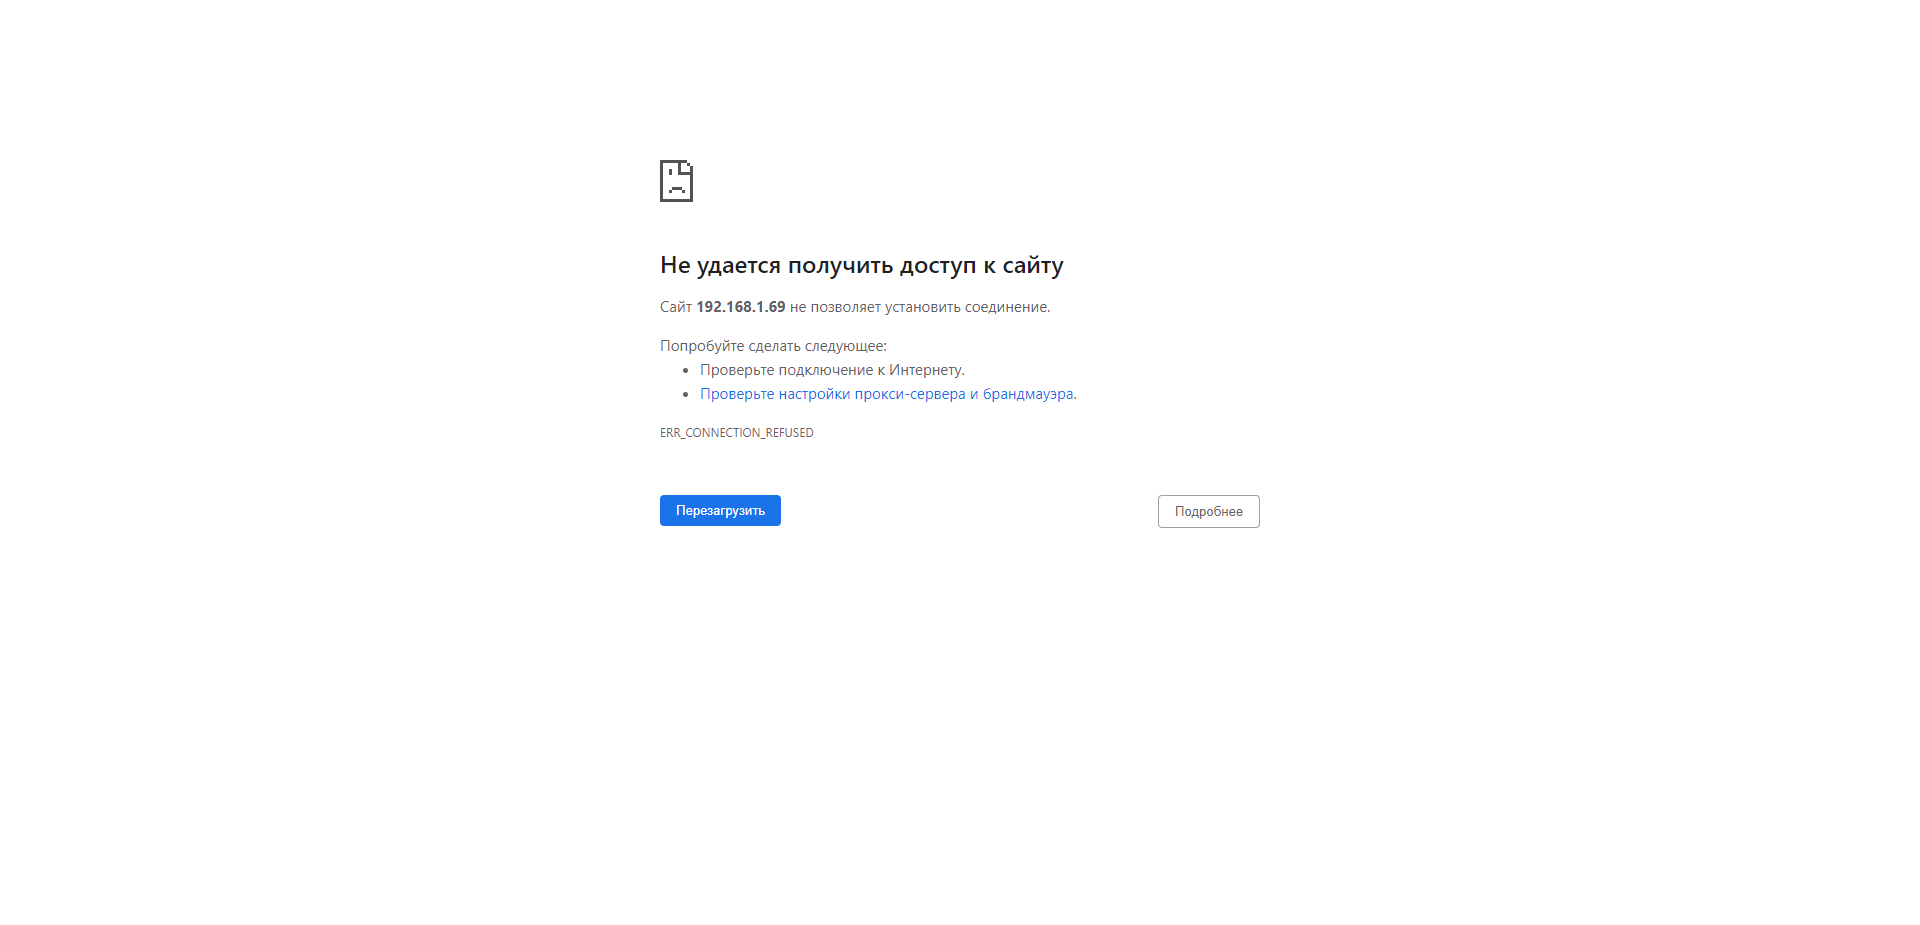 Не удается получить доступ к сайту
Сайт 192.168.1.69 не позволяет установить соединение.
Попробуйте сделать следующее:
• Проверьте подключение к Интернету.
• Проверьте настройки прокси-сервера и брандмауэра.
ERR_CONNECTION_REFUSED
Перезагрузить
Подробнее